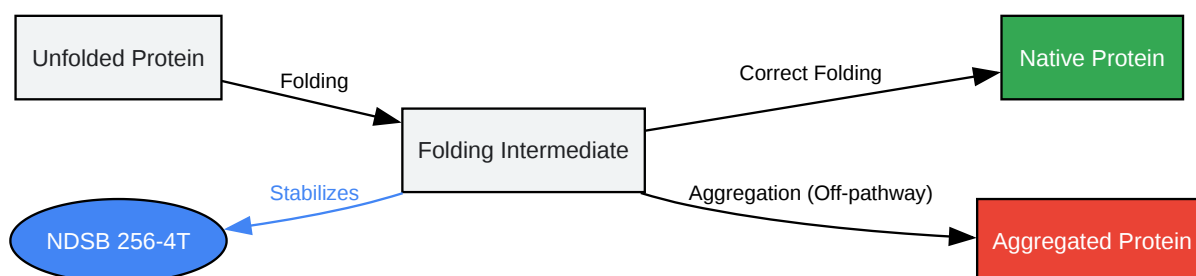 Unfolded Protein
Folding
Folding Intermediate
Correct Folding
Native Protein
Stabilizes
NDSB 256-4T
Aggregation (Off-pathway)
Aggregated Protein